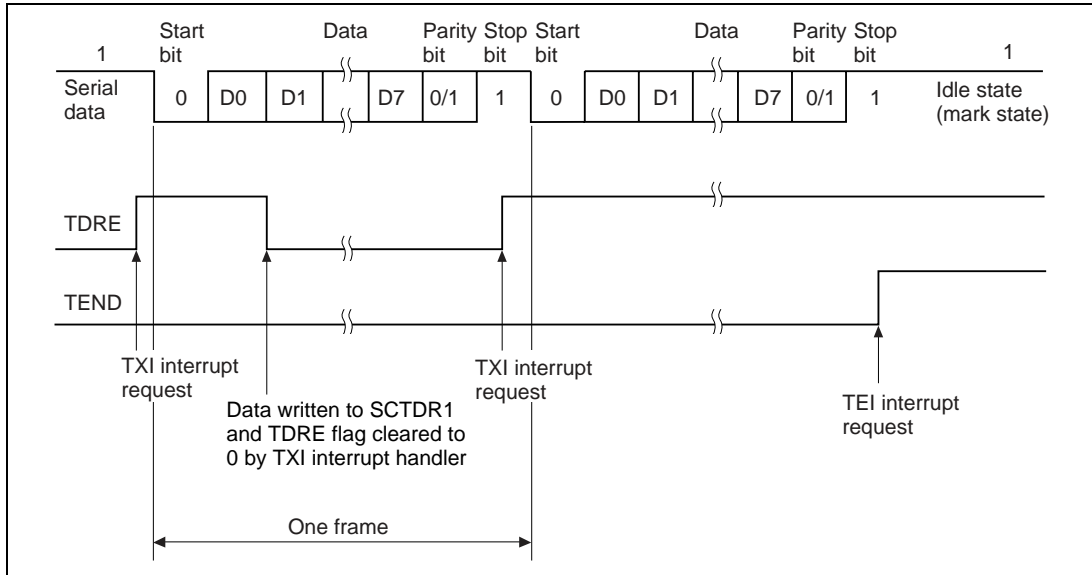 Start Data Parity Stop Start Data Parity Stop
1 bit bit bit bit bit bit 1
Serial data
0 D0 D1 D7 0/1 1 0 D0 D1 D7 0/1 1
Idle state
(mark state)
TDRE
TEND
TXI interrupt
request
Data written to SCTDR1
and TDRE flag cleared to
0 by TXI interrupt handler
TXI interrupt
request
TEI interrupt
request
One frame